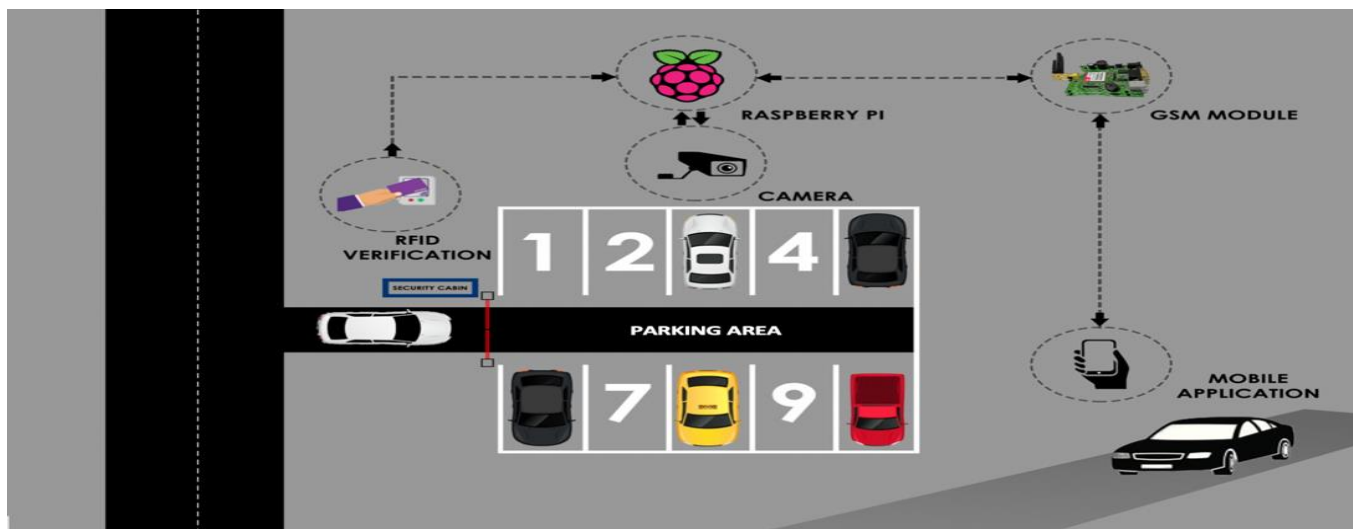 RASPBERRY PI
GSM MODULE
CAMERA
RFID
VERIFICATION
SECURITY CABIN
1
2
4
PARKING AREA
7
9
MOBILE
APPLICATION